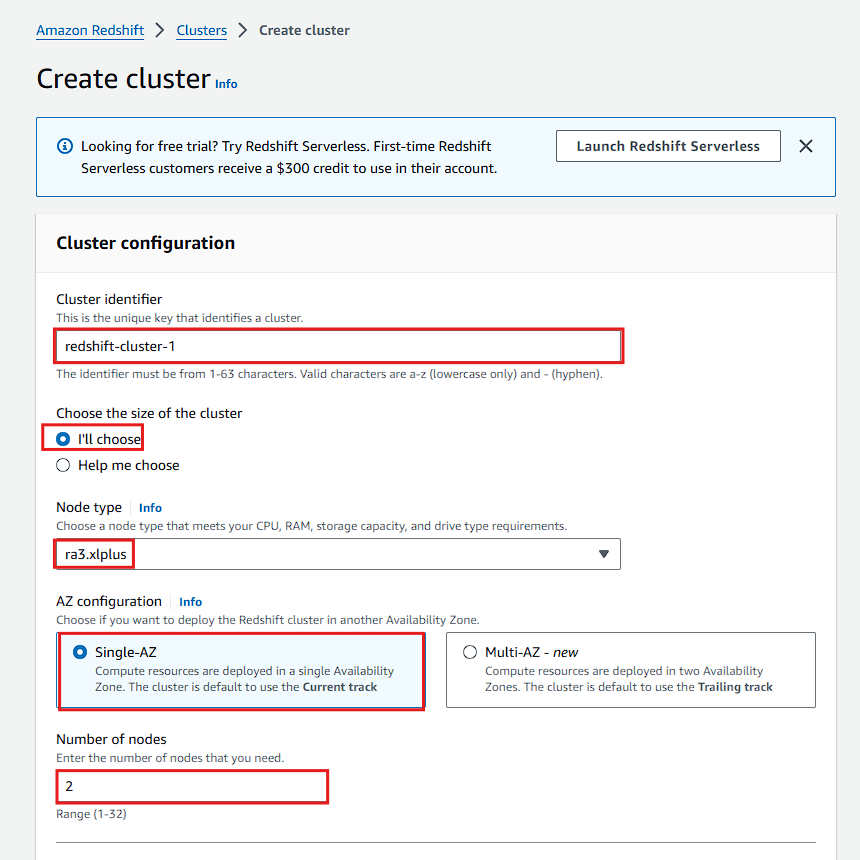 Amazon Redshift > Clusters > Create cluster
Create cluster Info
Looking for free trial? Try Redshift Serverless. First-time Redshift
Serverless customers receive a $300 credit to use in their account.
Launch Redshift Serverless
Cluster configuration
Cluster identifier
This is the unique key that identifies a cluster.
redshift-cluster-1
The identifier must be from 1-63 characters. Valid characters are a-z (lowercase only) and - (hyphen).
Choose the size of the cluster
I'll choose
Help me choose
Node type Info
Choose a node type that meets your CPU, RAM, storage capacity, and drive type requirements.
ra3.xlplus
AZ configuration Info
Choose if you want to deploy the Redshift cluster in another Availability Zone.
Single-AZ
Compute resources are deployed in a single Availability
Zone. The cluster is default to use the Current track
Multi-AZ - new
Compute resources are deployed in two Availability
Zones. The cluster is default to use the Trailing track
Number of nodes
Enter the number of nodes that you need.
2
Range (1-32)